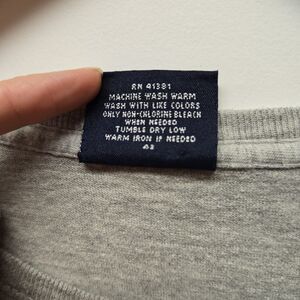 RN 41381
MACHINE WASH WARM
WASH WITH LIKE COLORS
ONLY NON-CHLORINE BLEACH
WHEN NEEDED
TUMBLE DRY LOW
WARM IRON IF NEEDED